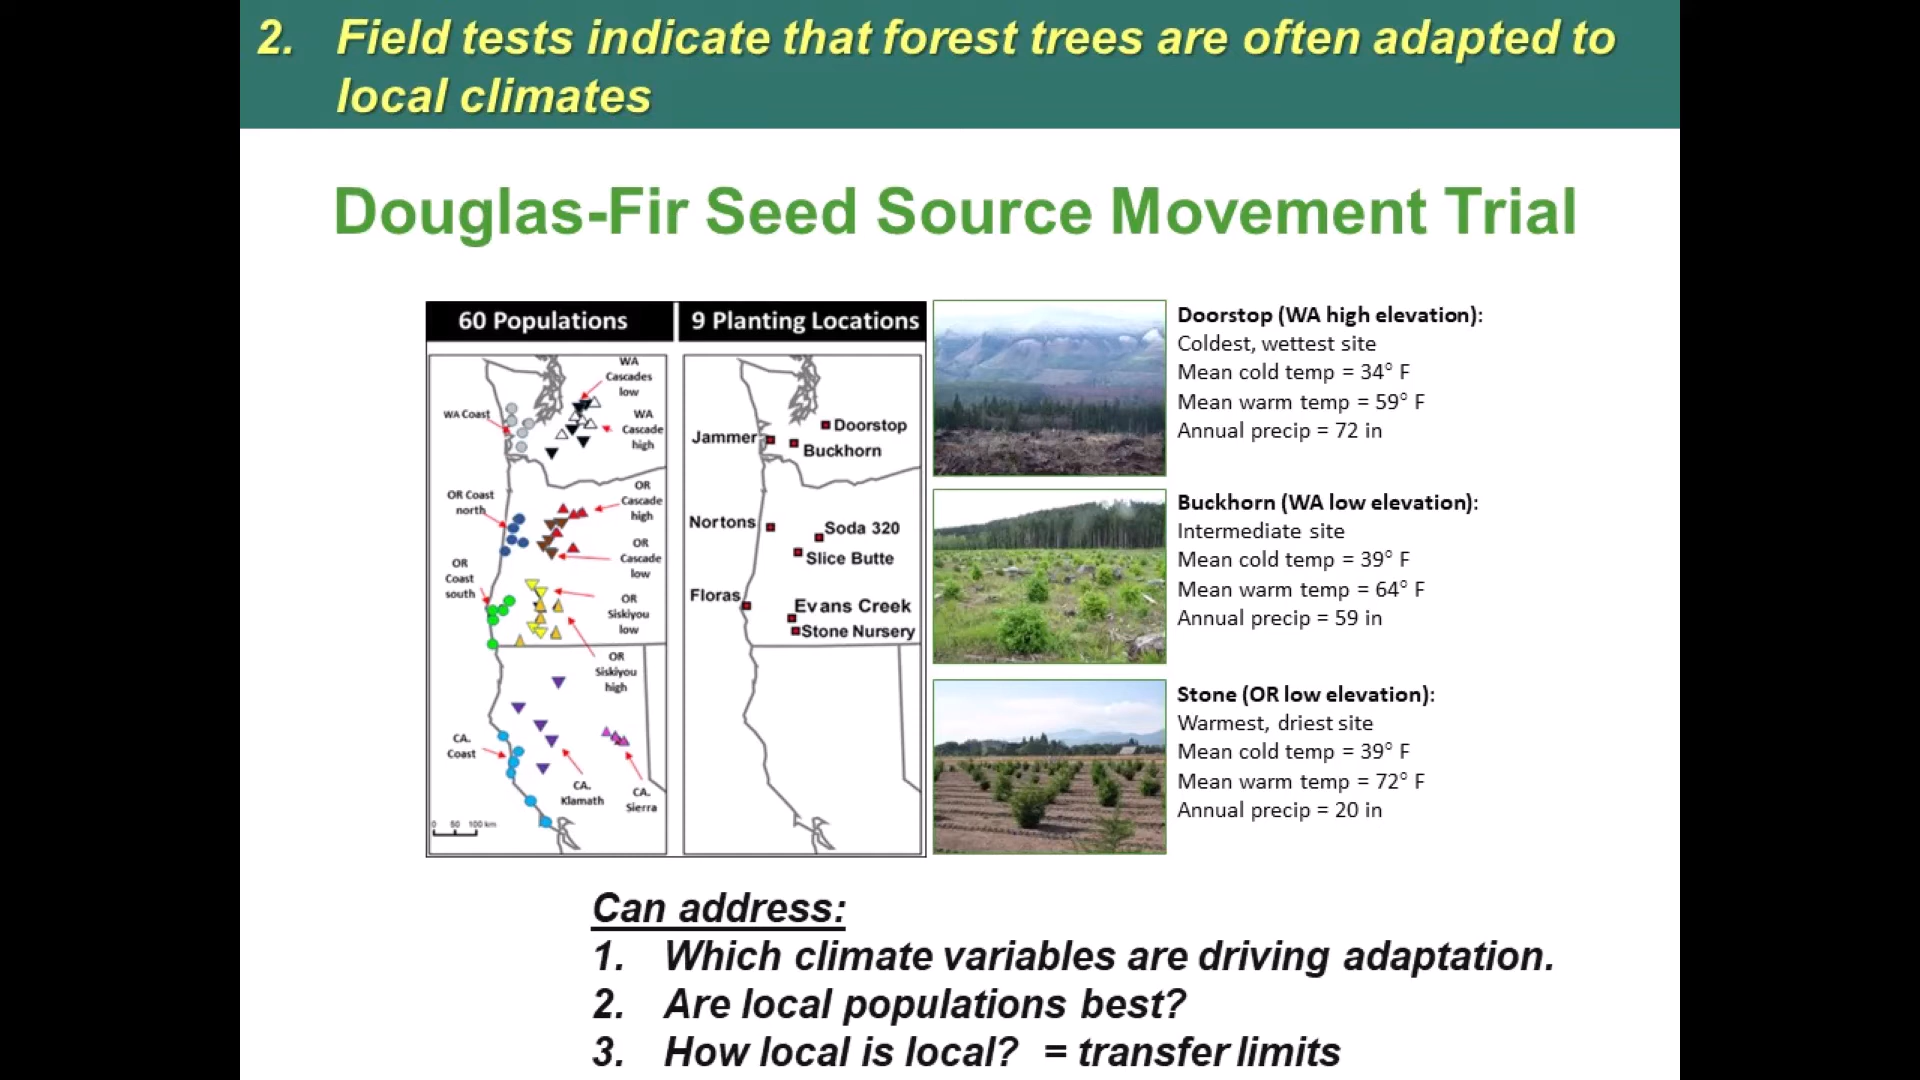 2. Field tests indicate that forest trees are often adapted to
local climates
Douglas-Fir Seed Source Movement Trial
60 Populations
9 Planting Locations
WA
Cascades
low
WA Coast
WA
Cascade
high
OR Coast
north
OR
Cascade
high
OR
Cascade
low
OR
Coast
south
OR
Siskiyou
low
OR
Siskiyou
high
CA.
Coast
CA.
Klamath
CA.
Sierra
0 50 100 km
Doorstop
Jammer
Buckhorn
Nortons
Soda 320
Slice Butte
Floras
Evans Creek
Stone Nursery
Doorstop (WA high elevation):
Coldest, wettest site
Mean cold temp = 34° F
Mean warm temp = 59° F
Annual precip = 72 in
Buckhorn (WA low elevation):
Intermediate site
Mean cold temp = 39° F
Mean warm temp = 64° F
Annual precip = 59 in
Stone (OR low elevation):
Warmest, driest site
Mean cold temp = 39° F
Mean warm temp = 72° F
Annual precip = 20 in
Can address:
1. Which climate variables are driving adaptation.
2. Are local populations best?
3. How local is local? = transfer limits